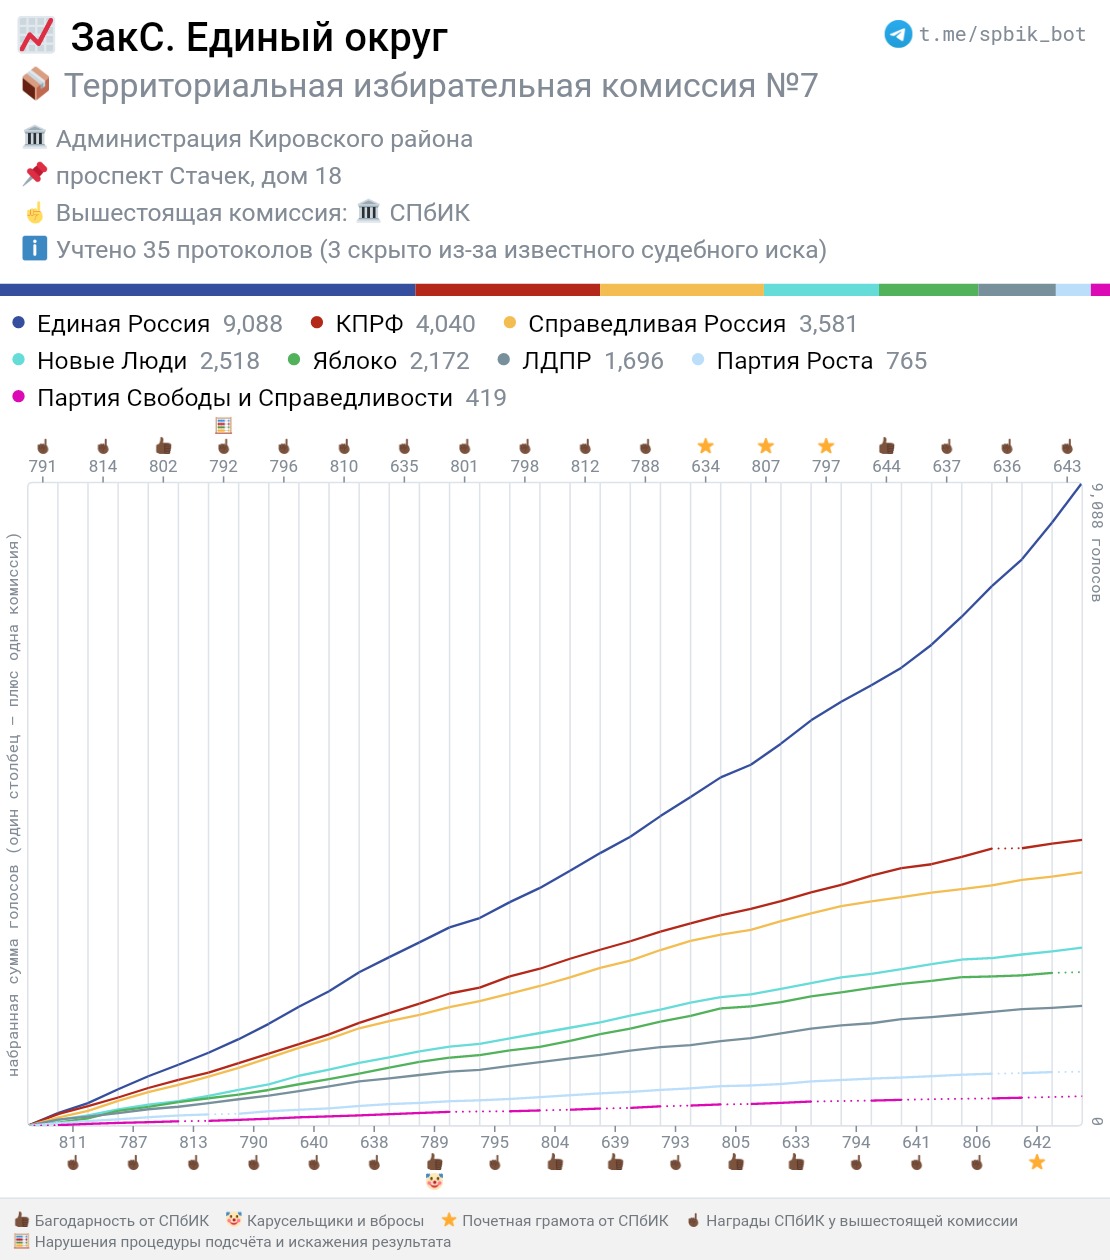 ЗакС. Единый округ
t.me/spbik_bot
Территориальная избирательная комиссия №7
Администрация Кировского района
проспект Стачек, дом 18
Вышестоящая комиссия: СПбИК
Учтено 35 протоколов (3 скрыто из-за известного судебного иска)
Единая Россия 9,088 КПРФ 4,040 Справедливая Россия 3,581
Новые Люди 2,518 Яблоко 2,172 ЛДПР 1,696 Партия Роста 765
Партия Свободы и Справедливости 419
791 814 802 792 796 810 635 801 798 812 788 634 807 797 644 637 636 643
9,088 голосов
набранная сумма голосов (один столбец – плюс одна комиссия)
0
811 787 813 790 640 638 789 795 804 639 793 805 633 794 641 806 642
Багодарность от СПбИК Карусельщики и вбросы Почетная грамота от СПбИК Награды СПбИК у вышестоящей комиссии
Нарушения процедуры подсчёта и искажения результата